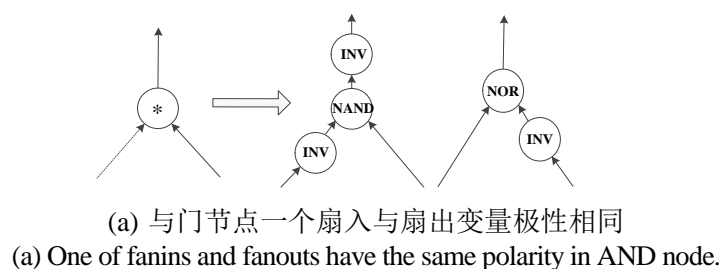 INV
* NAND NOR
INV INV
(a) 与门节点一个扇入与扇出变量极性相同
(a) One of fanins and fanouts have the same polarity in AND node.